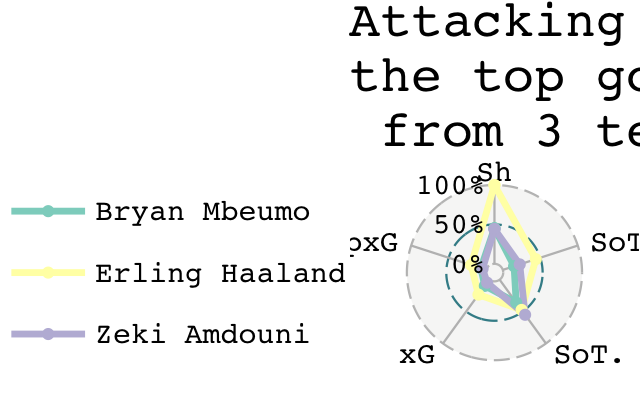 Attacking
the top go
from 3 te
Bryan Mbeumo
Erling Haaland
Zeki Amdouni
Sh
100%
50%
0%
SoT
SoT.
xG
pxG